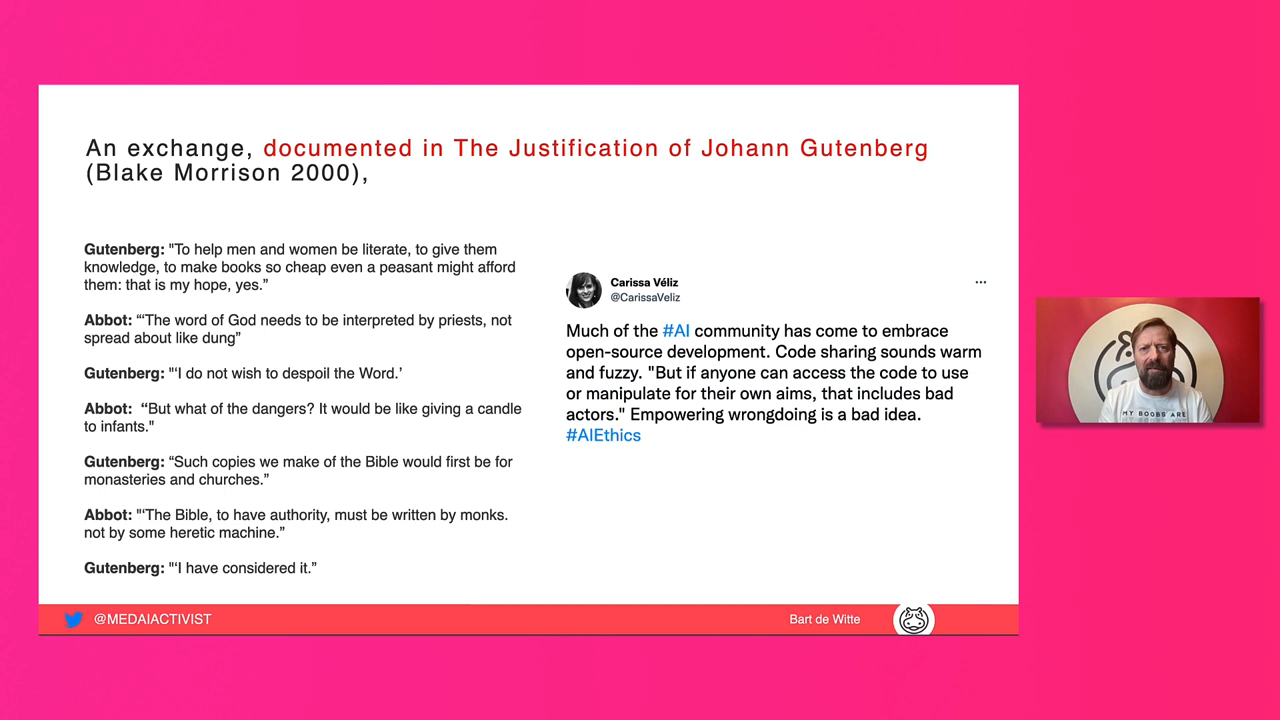 An exchange, documented in The Justification of Johann Gutenberg
(Blake Morrison 2000),
Gutenberg: "To help men and women be literate, to give them
knowledge, to make books so cheap even a peasant might afford
them: that is my hope, yes.”
Abbot: “‘The word of God needs to be interpreted by priests, not
spread about like dung”
Gutenberg: "‘I do not wish to despoil the Word.’
Abbot:  “But what of the dangers? It would be like giving a candle
to infants."
Gutenberg: “Such copies we make of the Bible would first be for
monasteries and churches.”
Abbot: "‘The Bible, to have authority, must be written by monks.
not by some heretic machine.”
Gutenberg: "‘I have considered it.”
Carissa Véliz
@CarissaVeliz
Much of the #AI community has come to embrace
open-source development. Code sharing sounds warm
and fuzzy. "But if anyone can access the code to use
or manipulate for their own aims, that includes bad
actors." Empowering wrongdoing is a bad idea.
#AIEthics
MY BOOBS ARE
@MEDAIACTIVIST
Bart de Witte